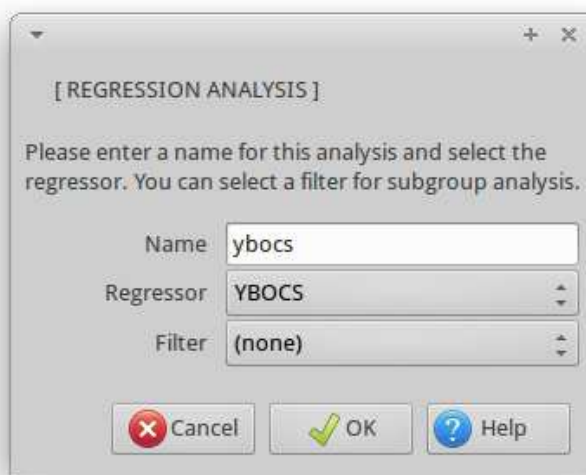 [ REGRESSION ANALYSIS ]
Please enter a name for this analysis and select the
regressor. You can select a filter for subgroup analysis.
Name ybocs
Regressor YBOCS
Filter (none)
Cancel OK Help